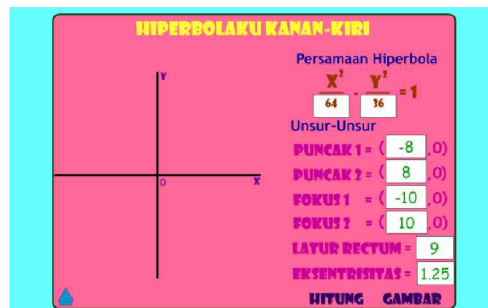 HIPERBOLAKU KANAN-KIRI
Persamaan Hiperbola
X² / 64 - Y² / 36 = 1
Unsur-Unsur
PUNCAK 1 = ( -8 ,0)
PUNCAK 2 = ( 8 ,0)
FOKUS 1 = ( -10 ,0)
FOKUS 2 = ( 10 ,0)
LATUR RECTUM = 9
EKSENTRISITAS = 1.25
HITUNG GAMBAR
Y
0
X